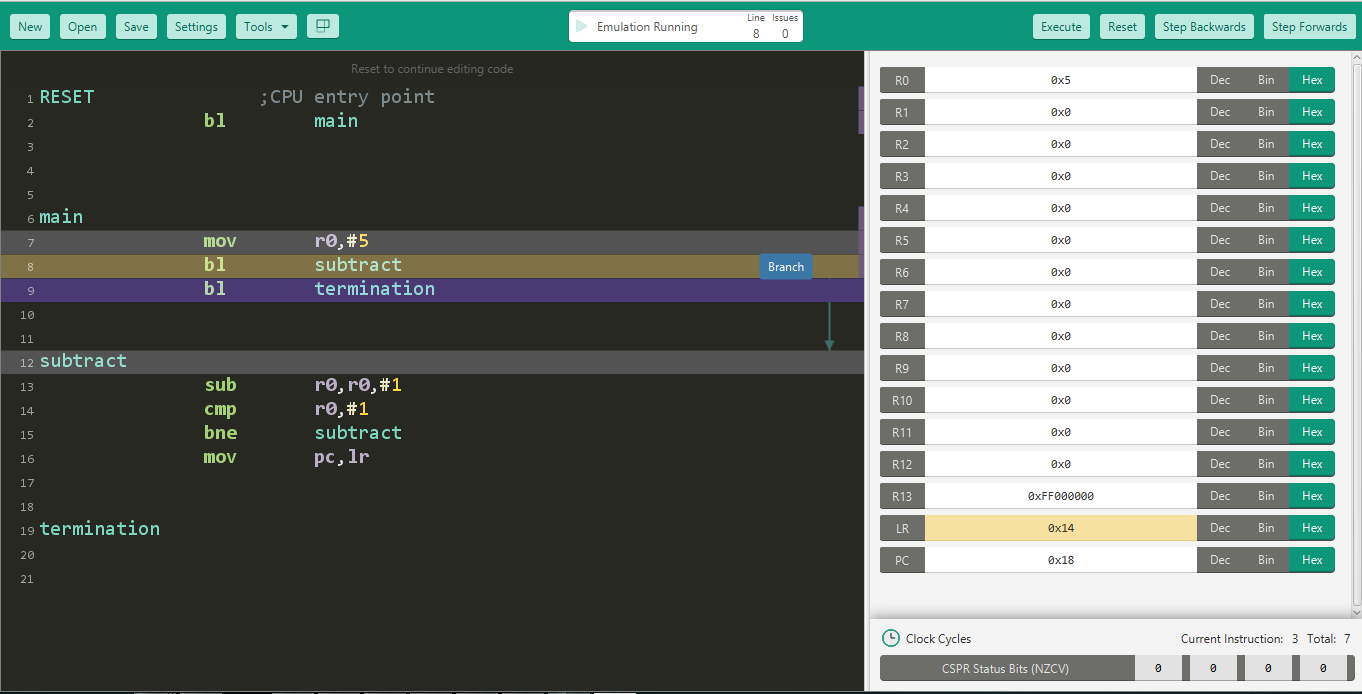 New Open Save Settings Tools Emulation Running Line 8 Issues 0 Execute Reset Step Backwards Step Forwards
Reset to continue editing code
1 RESET ;CPU entry point
2 bl main
3
4
5
6 main
7 mov r0,#5
8 bl subtract Branch
9 bl termination
10
11
12 subtract
13 sub r0,r0,#1
14 cmp r0,#1
15 bne subtract
16 mov pc,lr
17
18
19 termination
20
21
R0 0x5 Dec Bin Hex
R1 0x0 Dec Bin Hex
R2 0x0 Dec Bin Hex
R3 0x0 Dec Bin Hex
R4 0x0 Dec Bin Hex
R5 0x0 Dec Bin Hex
R6 0x0 Dec Bin Hex
R7 0x0 Dec Bin Hex
R8 0x0 Dec Bin Hex
R9 0x0 Dec Bin Hex
R10 0x0 Dec Bin Hex
R11 0x0 Dec Bin Hex
R12 0x0 Dec Bin Hex
R13 0xFF000000 Dec Bin Hex
LR 0x14 Dec Bin Hex
PC 0x18 Dec Bin Hex
Clock Cycles Current Instruction: 3 Total: 7
CSPR Status Bits (NZCV) 0 0 0 0